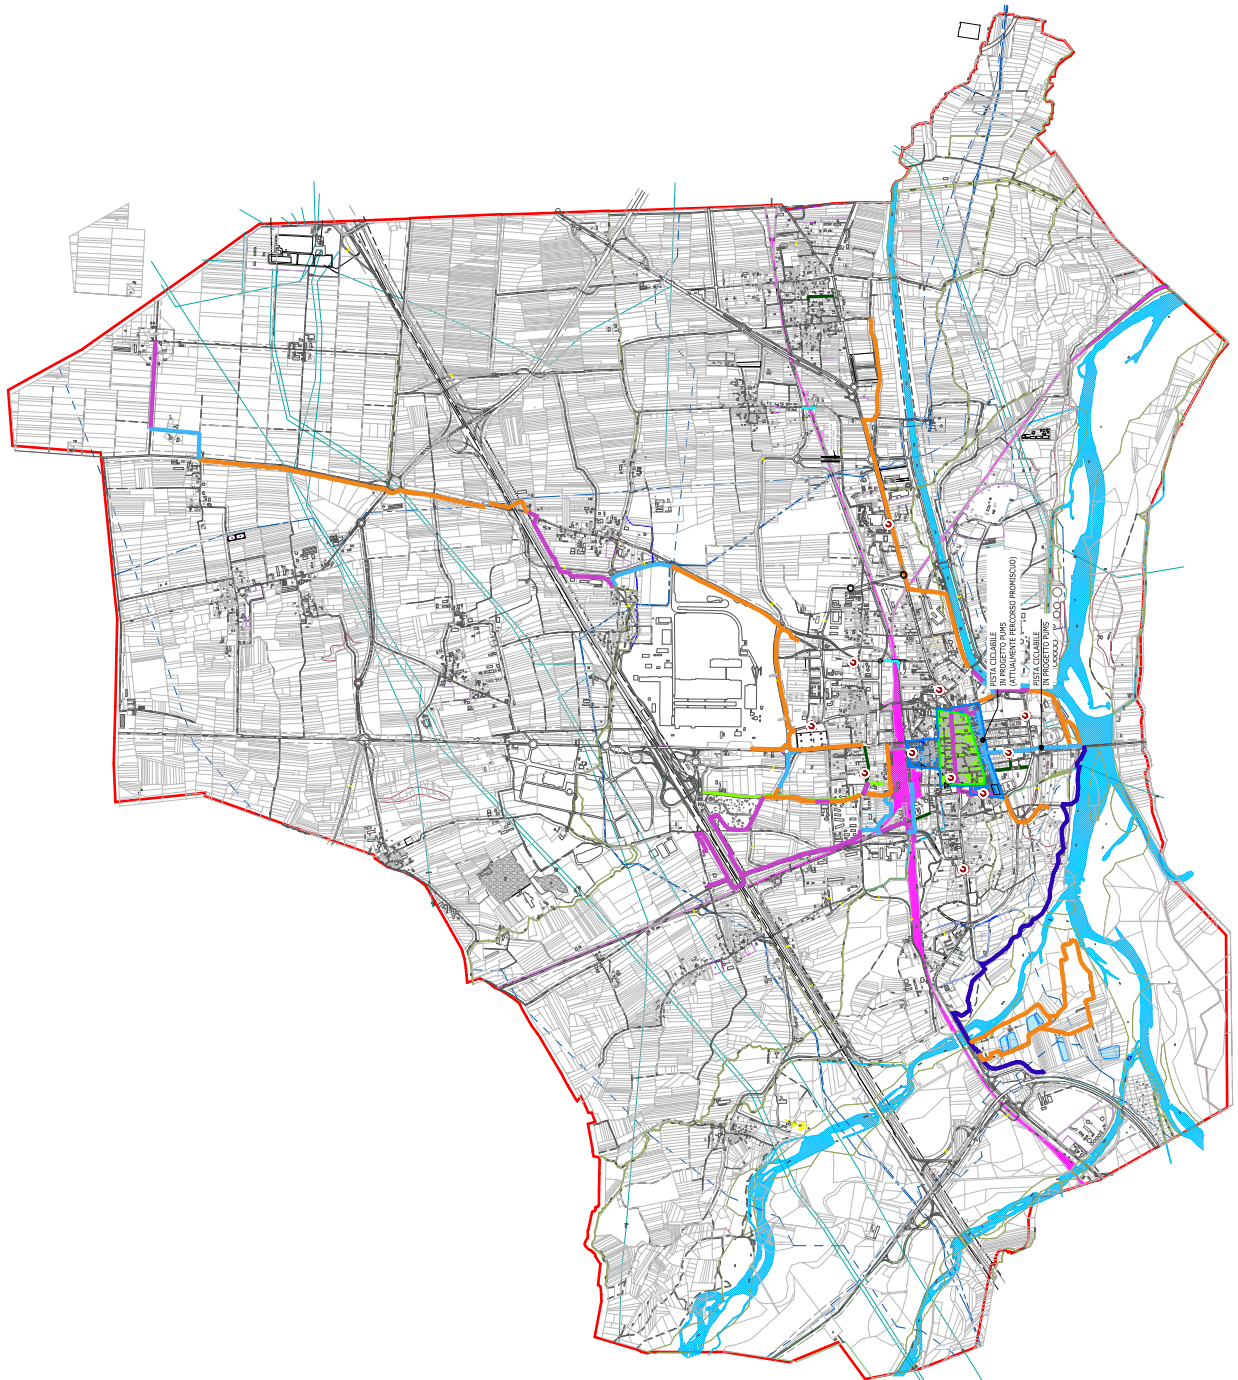 PISTA CICLABILE
IN PROGETTO PUMS
(ATTUALMENTE PERCORSO PROMISCUO)
PISTA CICLABILE
IN PROGETTO PUMS